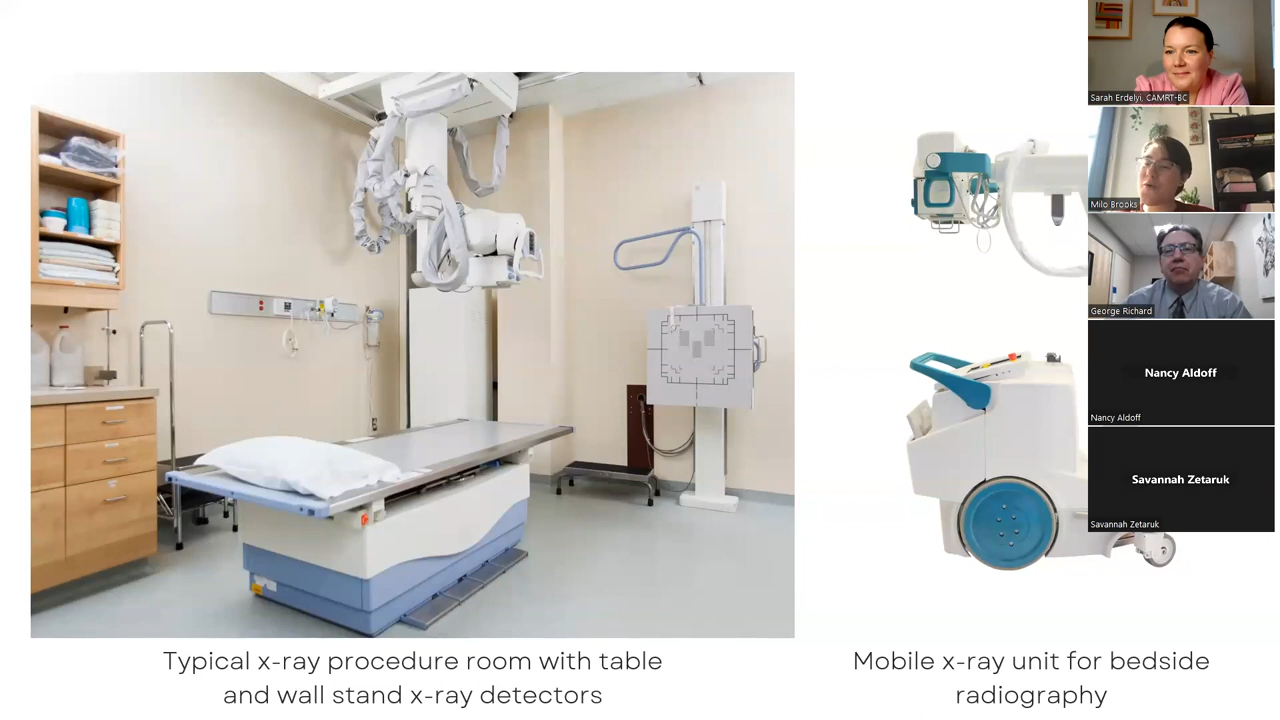 Typical x-ray procedure room with table
and wall stand x-ray detectors
Mobile x-ray unit for bedside
radiography
Sarah Erdelyi, CAMRT-BC
Milo Brooks
George Richard
Nancy Aldoff
Nancy Aldoff
Savannah Zetaruk
Savannah Zetaruk